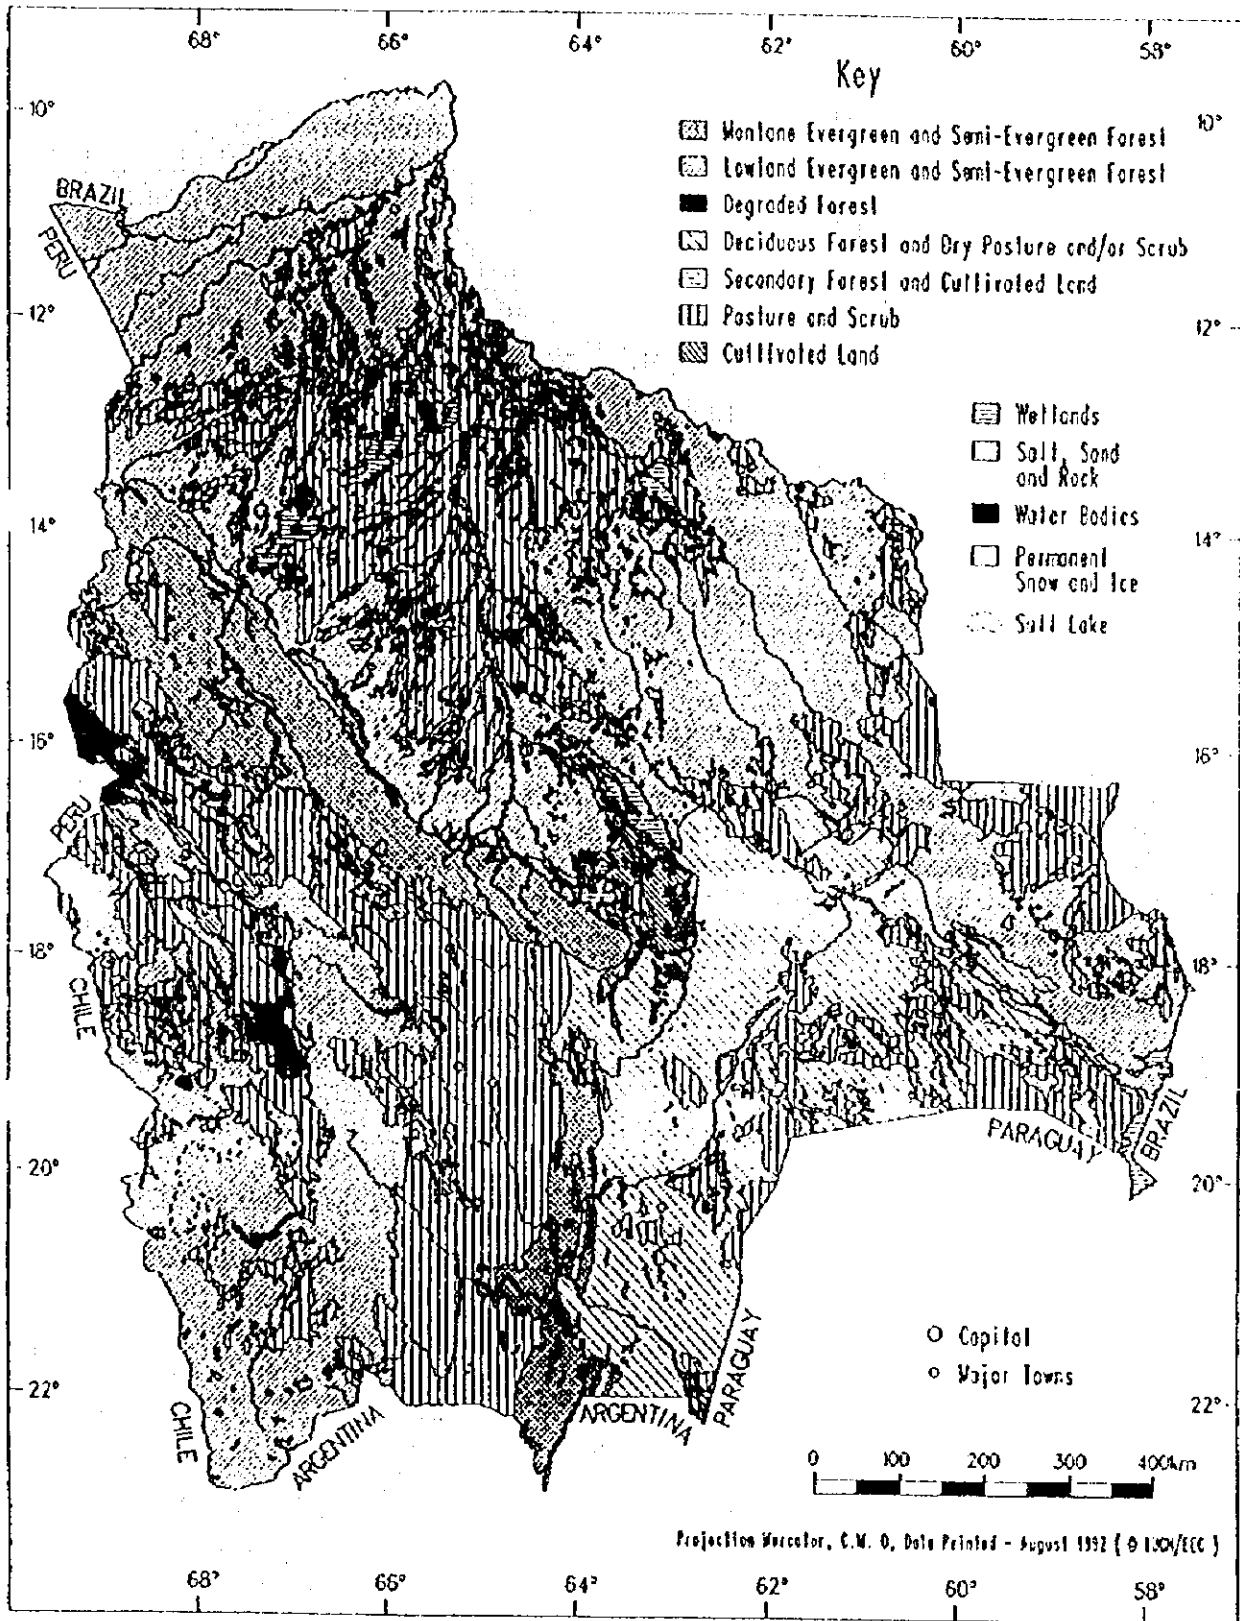 68° 66° 64° 62° 60° 58°
Key
10° 10°
Montane Evergreen and Semi-Evergreen Forest
Lowland Evergreen and Semi-Evergreen Forest
Degraded Forest
Deciduous Forest and Dry Pasture and/or Scrub
Secondary Forest and Cultivated Land
Pasture and Scrub
Cultivated Land
BRAZIL
PERU
12° 12°
Wetlands
Salt, Sand
and Rock
Water Bodies
Permanent
Snow and Ice
Salt Lake
14° 14°
16° 16°
PERU
18° 18°
CHILE
PARAGUAY
BRAZIL
20° 20°
Capital
Major Towns
PARAGUAY
22° 22°
CHILE
ARGENTINA
ARGENTINA
0 100 200 300 400km
Projection Mercator, C.M. 0, Date Printed - August 1992 (©
68° 66° 64° 62° 60° 58°